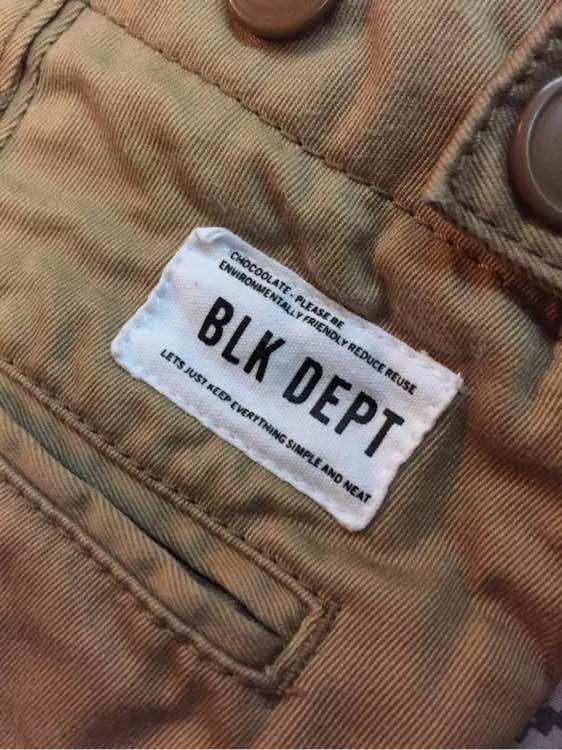 CHOCOOLATE - PLEASE BE
ENVIRONMENTALLY FRIENDLY REDUCE REUSE
BLK DEPT
LETS JUST KEEP EVERYTHING SIMPLE AND NEAT